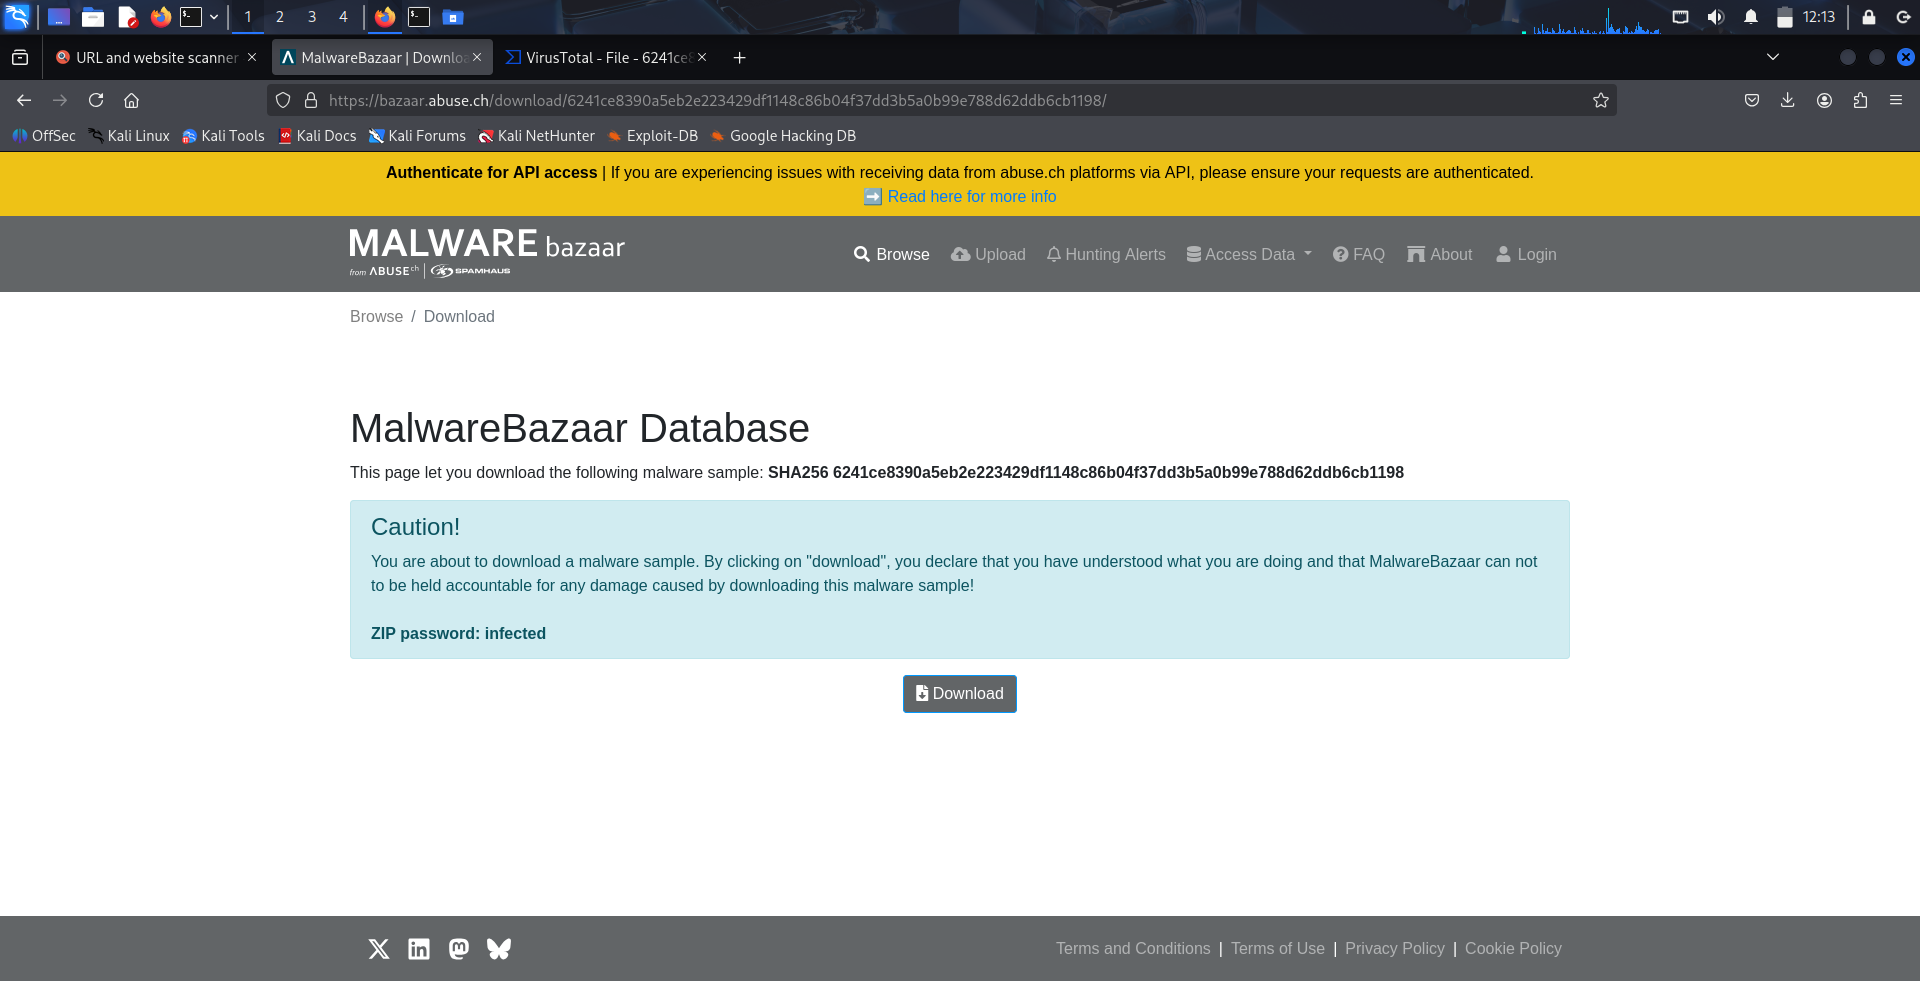 1 2 3 4
12:13
URL and website scanner
MalwareBazaar | Downloa
VirusTotal - File - 6241ce8
https://bazaar.abuse.ch/download/6241ce8390a5eb2e223429df1148c86b04f37dd3b5a0b99e788d62ddb6cb1198/
OffSec Kali Linux Kali Tools Kali Docs Kali Forums Kali NetHunter Exploit-DB Google Hacking DB
Authenticate for API access | If you are experiencing issues with receiving data from abuse.ch platforms via API, please ensure your requests are authenticated.
Read here for more info
MALWARE bazaar
from ABUSE ch | SPAMHAUS
Browse Upload Hunting Alerts Access Data FAQ About Login
Browse / Download
MalwareBazaar Database
This page let you download the following malware sample: SHA256 6241ce8390a5eb2e223429df1148c86b04f37dd3b5a0b99e788d62ddb6cb1198
Caution!
You are about to download a malware sample. By clicking on "download", you declare that you have understood what you are doing and that MalwareBazaar can not
to be held accountable for any damage caused by downloading this malware sample!
ZIP password: infected
Download
Terms and Conditions | Terms of Use | Privacy Policy | Cookie Policy